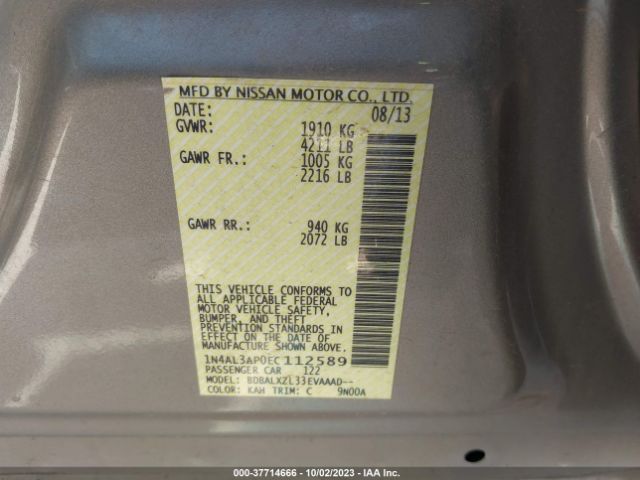 MFD BY NISSAN MOTOR CO., LTD.
DATE: 08/13
GVWR: 1910 KG
4211 LB
GAWR FR.: 1005 KG
2216 LB
GAWR RR.: 940 KG
2072 LB
THIS VEHICLE CONFORMS TO
ALL APPLICABLE FEDERAL
MOTOR VEHICLE SAFETY,
BUMPER, AND THEFT
PREVENTION STANDARDS IN
EFFECT ON THE DATE OF
MANUFACTURE SHOWN ABOVE.
1N4AL3AP0EC112589
PASSENGER CAR 122
MODEL: BDBALXZL33EVAAAD--
COLOR: KAH TRIM: C 9N00A
000-37714666 - 10/02/2023 - IAA Inc.